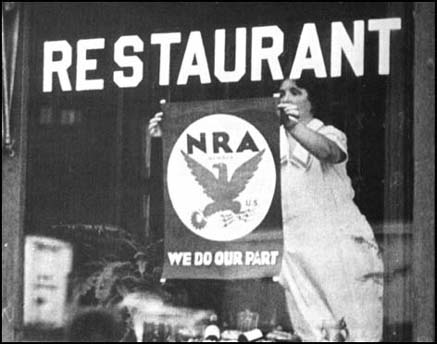 RESTAURANT
NRA
MEMBER
U.S.
WE DO OUR PART